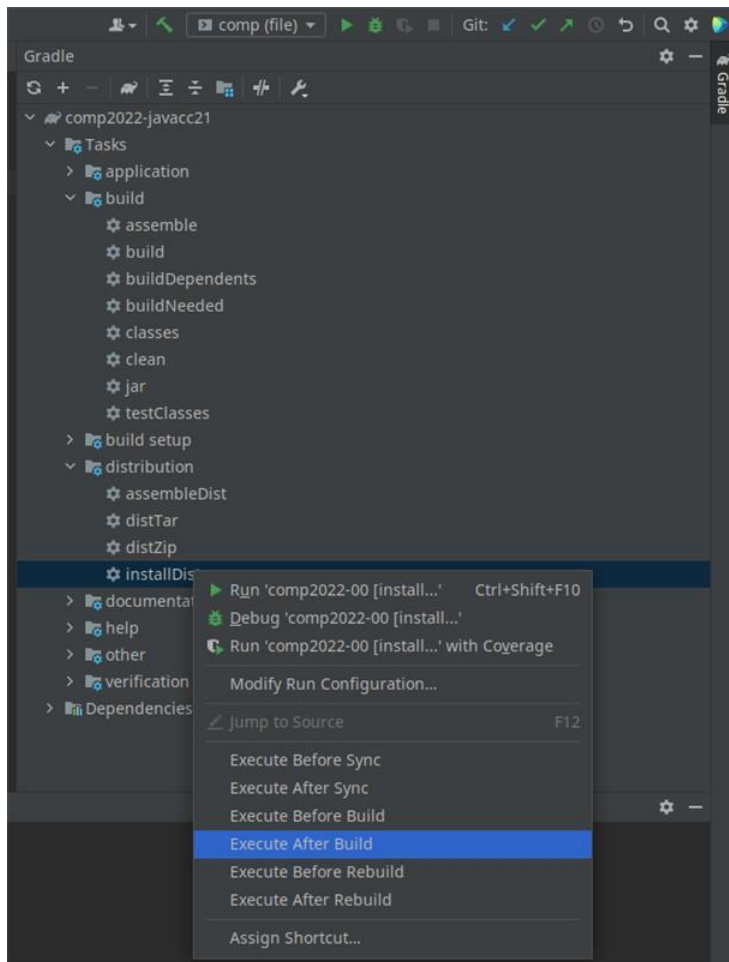 comp (file)
Git:
Gradle
Gradle
comp2022-javacc21
Tasks
application
build
assemble
build
buildDependents
buildNeeded
classes
clean
jar
testClasses
build setup
distribution
assembleDist
distTar
distZip
installDis
documentat
help
other
verification
Dependencies
Run 'comp2022-00 [install...' Ctrl+Shift+F10
Debug 'comp2022-00 [install...'
Run 'comp2022-00 [install...' with Coverage
Modify Run Configuration...
Jump to Source F12
Execute Before Sync
Execute After Sync
Execute Before Build
Execute After Build
Execute Before Rebuild
Execute After Rebuild
Assign Shortcut...